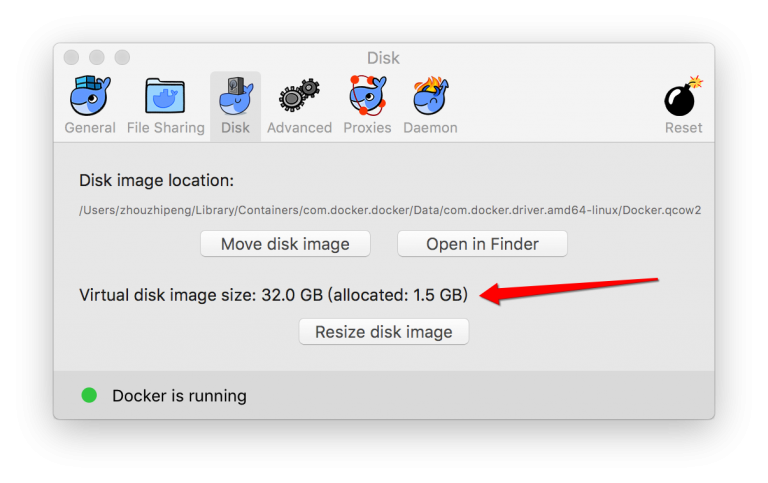 Disk
General File Sharing Disk Advanced Proxies Daemon Reset
Disk image location:
/Users/zhouzhipeng/Library/Containers/com.docker.docker/Data/com.docker.driver.amd64-linux/Docker.qcow2
Move disk image Open in Finder
Virtual disk image size: 32.0 GB (allocated: 1.5 GB)
Resize disk image
Docker is running